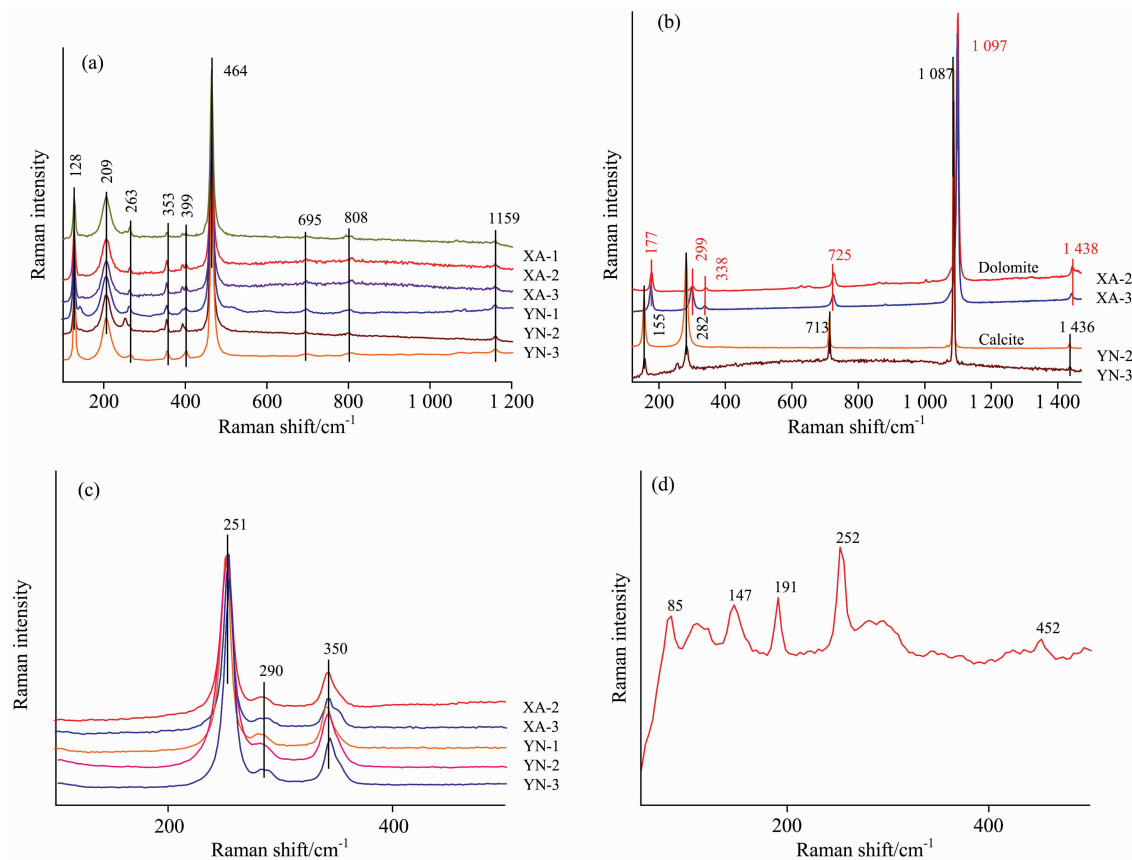 (a)
464
128
209
263
353
399
695
808
1159
XA-1
XA-2
XA-3
YN-1
YN-2
YN-3
Raman intensity
200
400
600
800
1 000
1 200
Raman shift/cm-1
(b)
1 097
1 087
177
299
338
725
1 438
Dolomite
XA-2
XA-3
155
282
713
Calcite
1 436
YN-2
YN-3
Raman intensity
200
400
600
800
1 000
1 200
1 400
Raman shift/cm-1
(c)
251
290
350
XA-2
XA-3
YN-1
YN-2
YN-3
Raman intensity
200
400
Raman shift/cm-1
(d)
85
147
191
252
452
Raman intensity
200
400
Raman shift/cm-1